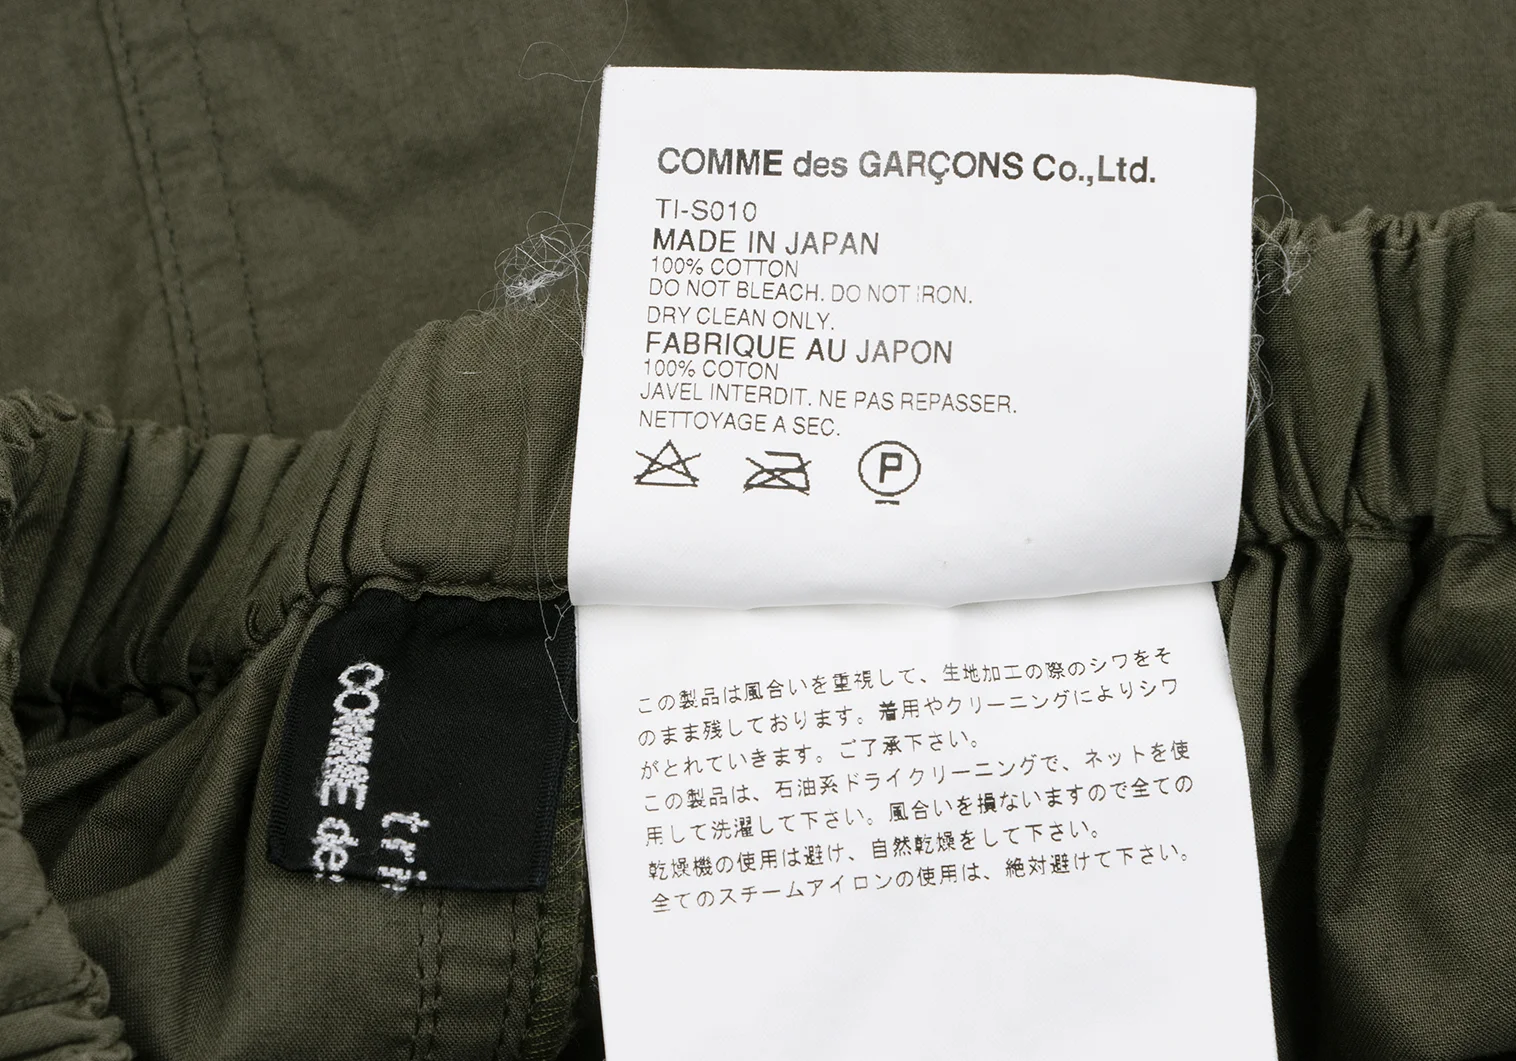 COMME des GARÇONS Co.,Ltd.
TI-S010
MADE IN JAPAN
100% COTTON
DO NOT BLEACH. DO NOT IRON.
DRY CLEAN ONLY.
FABRIQUE AU JAPON
100% COTON
JAVEL INTERDIT. NE PAS REPASSER.
NETTOYAGE A SEC.
P
この製品は風合いを重視して、生地加工の際のシワをそ
のまま残しております。着用やクリーニングによりシワ
がとれていきます。ご了承下さい。
この製品は、石油系ドライクリーニングで、ネットを使
用して洗濯して下さい。風合いを損ないますので全ての
乾燥機の使用は避け、自然乾燥をして下さい。
全てのスチームアイロンの使用は、絶対避けて下さい。
COMME de
tri